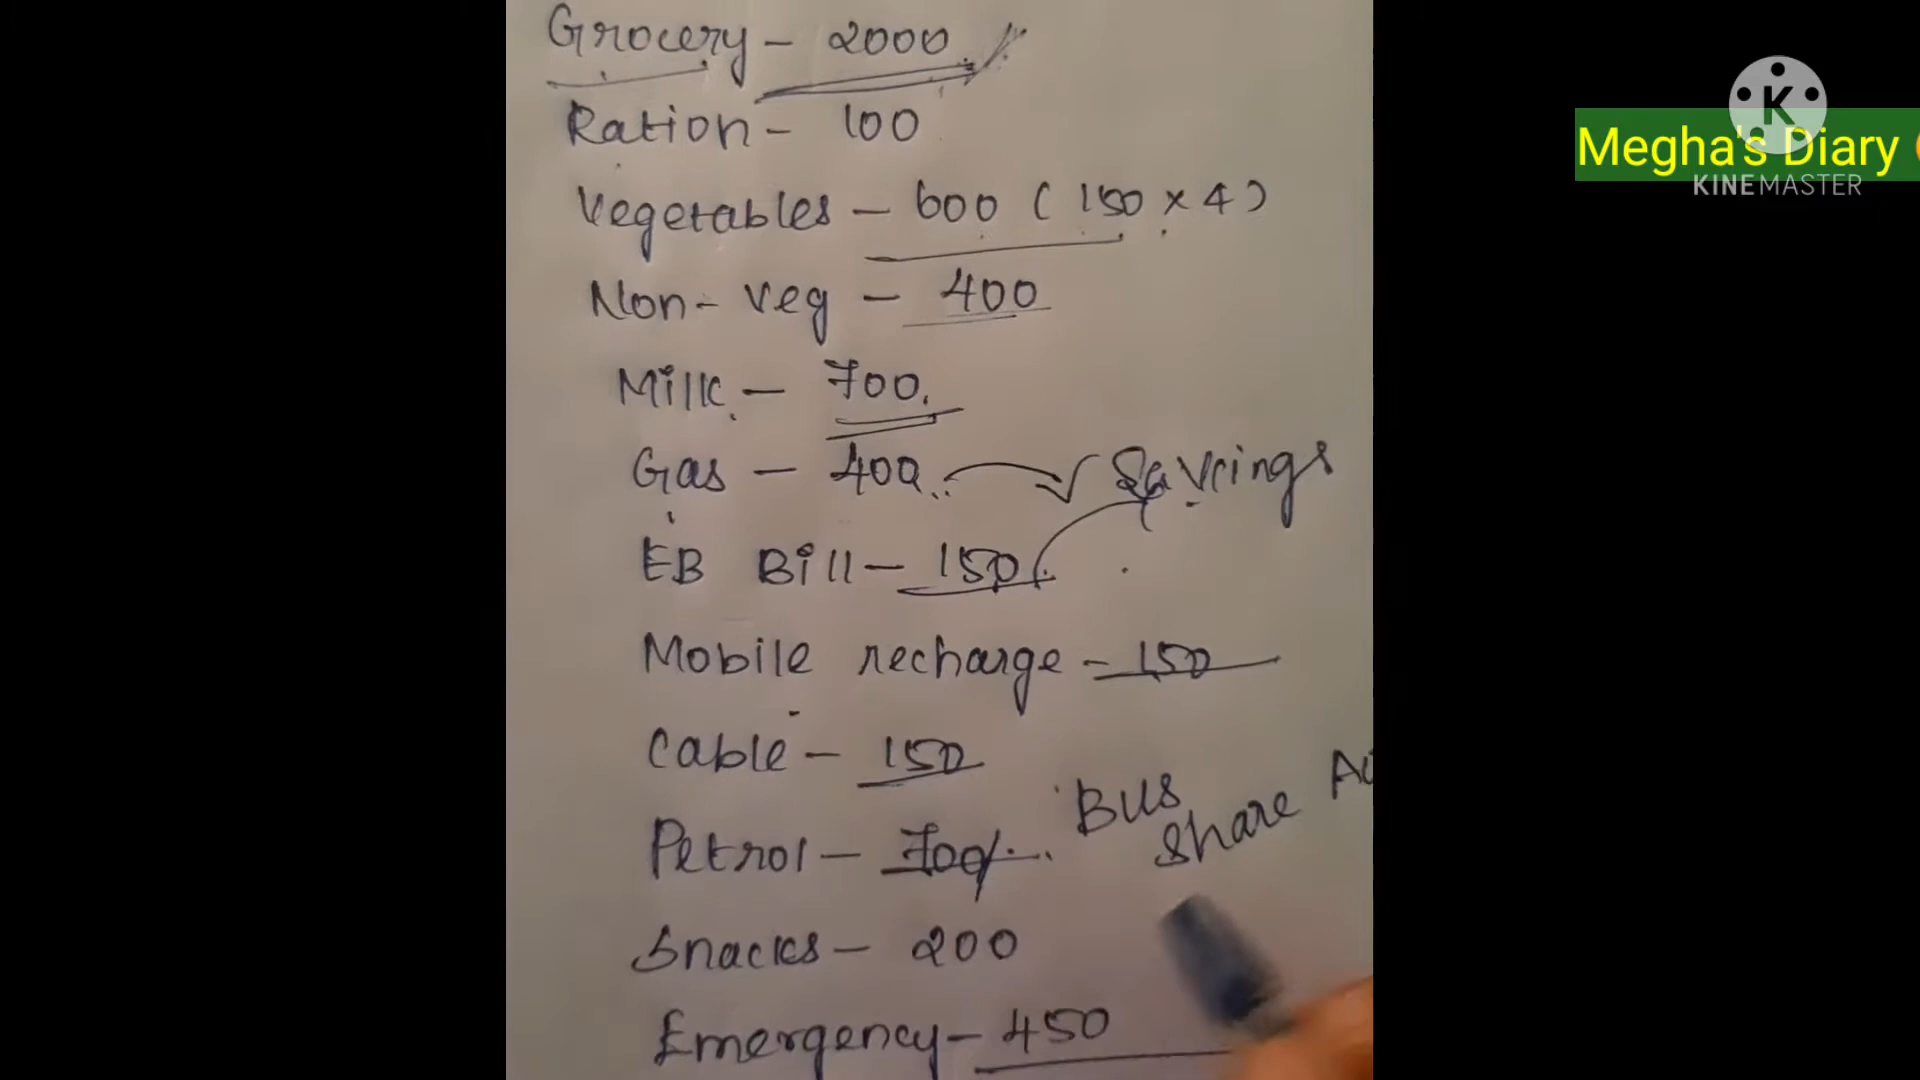 Grocery - 2000
Ration - 100
Vegetables - 600 (150 x 4)
Non-veg - 400
Milk - 700
Gas - 400 Savings
EB Bill - 150
Mobile recharge - 150
Cable - 150
Petrol - 700 Bus
Share
Snacks - 200
Emergency - 450
K
Megha's Diary
KINEMASTER